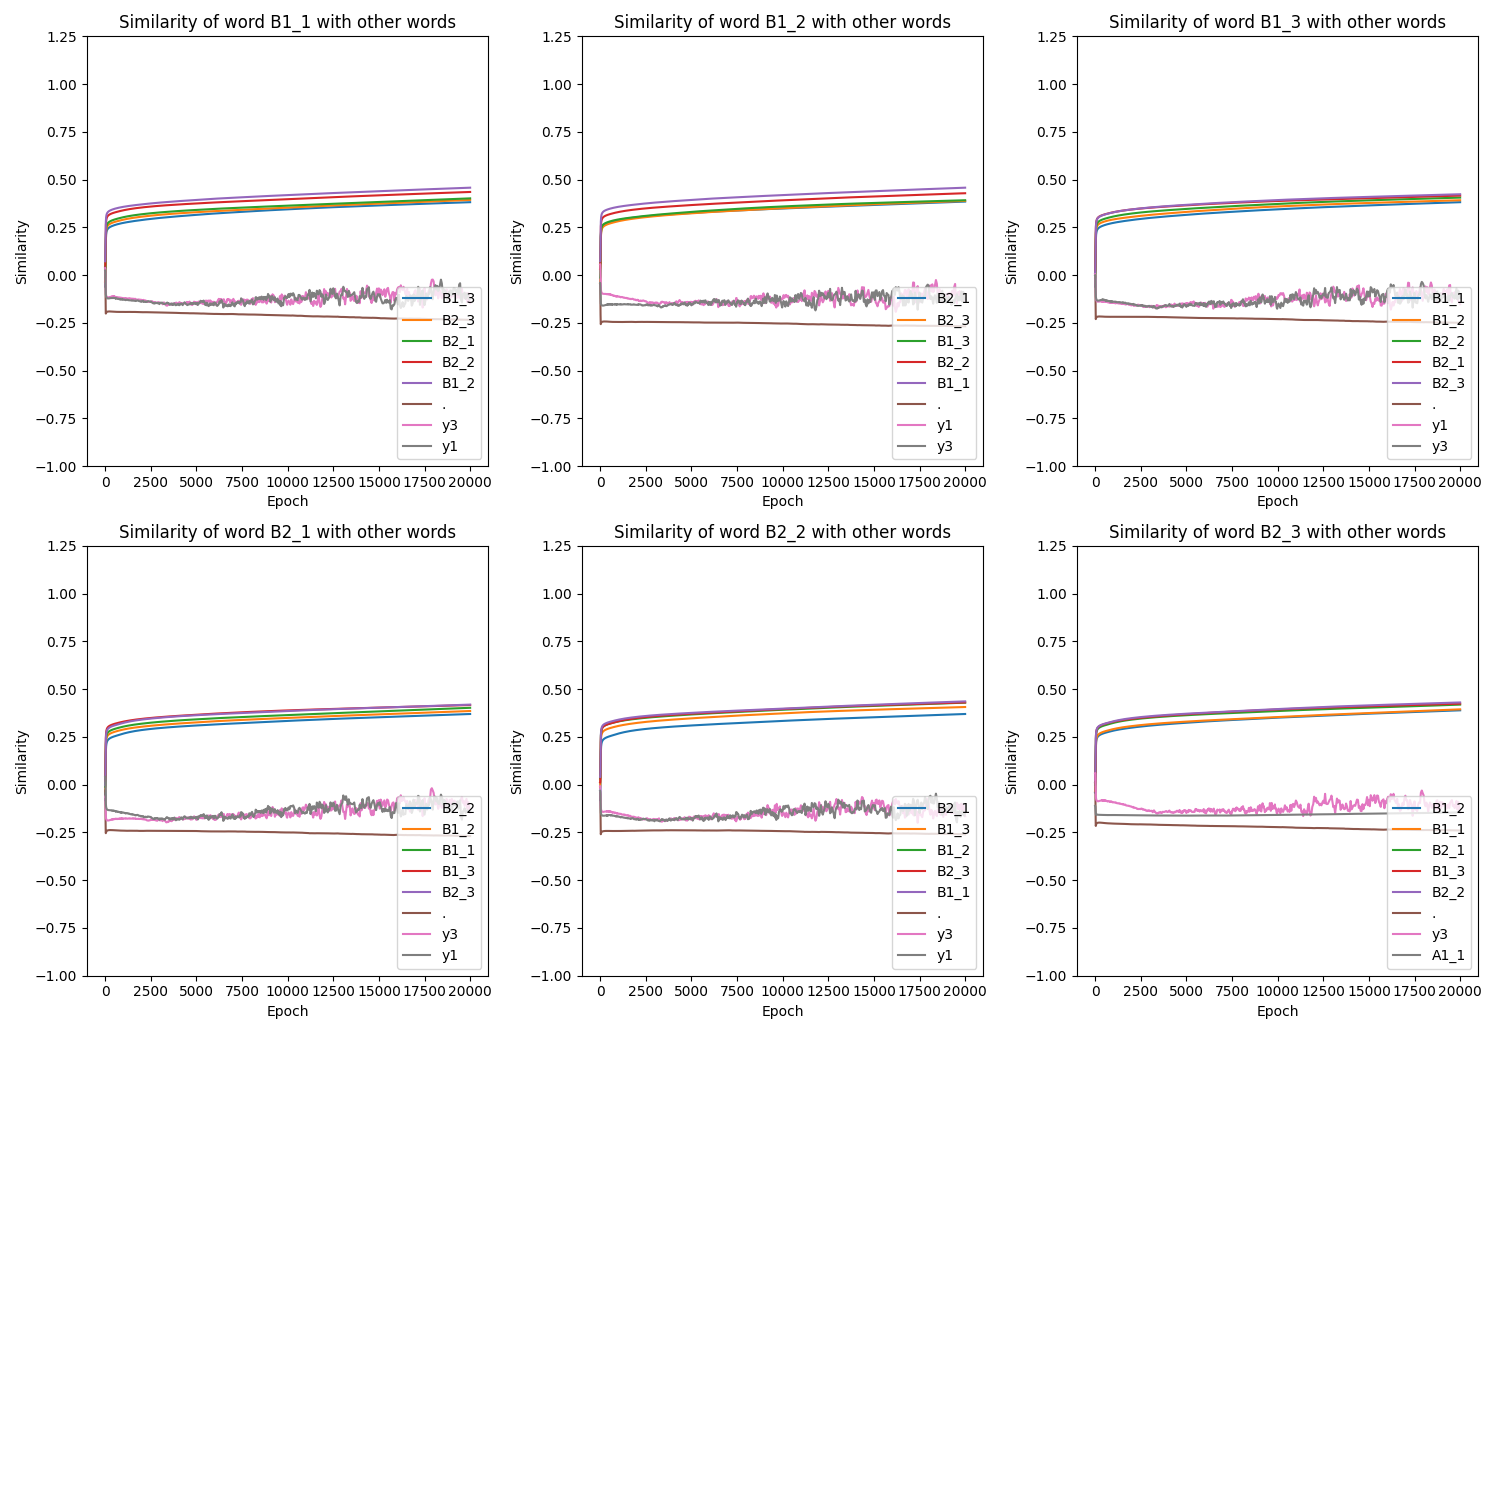 Similarity of word B1_1 with other words
1.25
1.00
0.75
0.50
0.25
0.00
−0.25
−0.50
−0.75
−1.00
Similarity
B1_3
B2_3
B2_1
B2_2
B1_2
.
y3
y1
0 2500 5000 7500 10000 12500 15000 17500 20000
Epoch
Similarity of word B1_2 with other words
1.25
1.00
0.75
0.50
0.25
0.00
−0.25
−0.50
−0.75
−1.00
Similarity
B2_1
B2_3
B1_3
B2_2
B1_1
.
y1
y3
0 2500 5000 7500 10000 12500 15000 17500 20000
Epoch
Similarity of word B1_3 with other words
1.25
1.00
0.75
0.50
0.25
0.00
−0.25
−0.50
−0.75
−1.00
Similarity
B1_1
B1_2
B2_2
B2_1
B2_3
.
y1
y3
0 2500 5000 7500 10000 12500 15000 17500 20000
Epoch
Similarity of word B2_1 with other words
1.25
1.00
0.75
0.50
0.25
0.00
−0.25
−0.50
−0.75
−1.00
Similarity
B2_2
B1_2
B1_1
B1_3
B2_3
.
y3
y1
0 2500 5000 7500 10000 12500 15000 17500 20000
Epoch
Similarity of word B2_2 with other words
1.25
1.00
0.75
0.50
0.25
0.00
−0.25
−0.50
−0.75
−1.00
Similarity
B2_1
B1_3
B1_2
B2_3
B1_1
.
y3
y1
0 2500 5000 7500 10000 12500 15000 17500 20000
Epoch
Similarity of word B2_3 with other words
1.25
1.00
0.75
0.50
0.25
0.00
−0.25
−0.50
−0.75
−1.00
Similarity
B1_2
B1_1
B2_1
B1_3
B2_2
.
y3
A1_1
0 2500 5000 7500 10000 12500 15000 17500 20000
Epoch